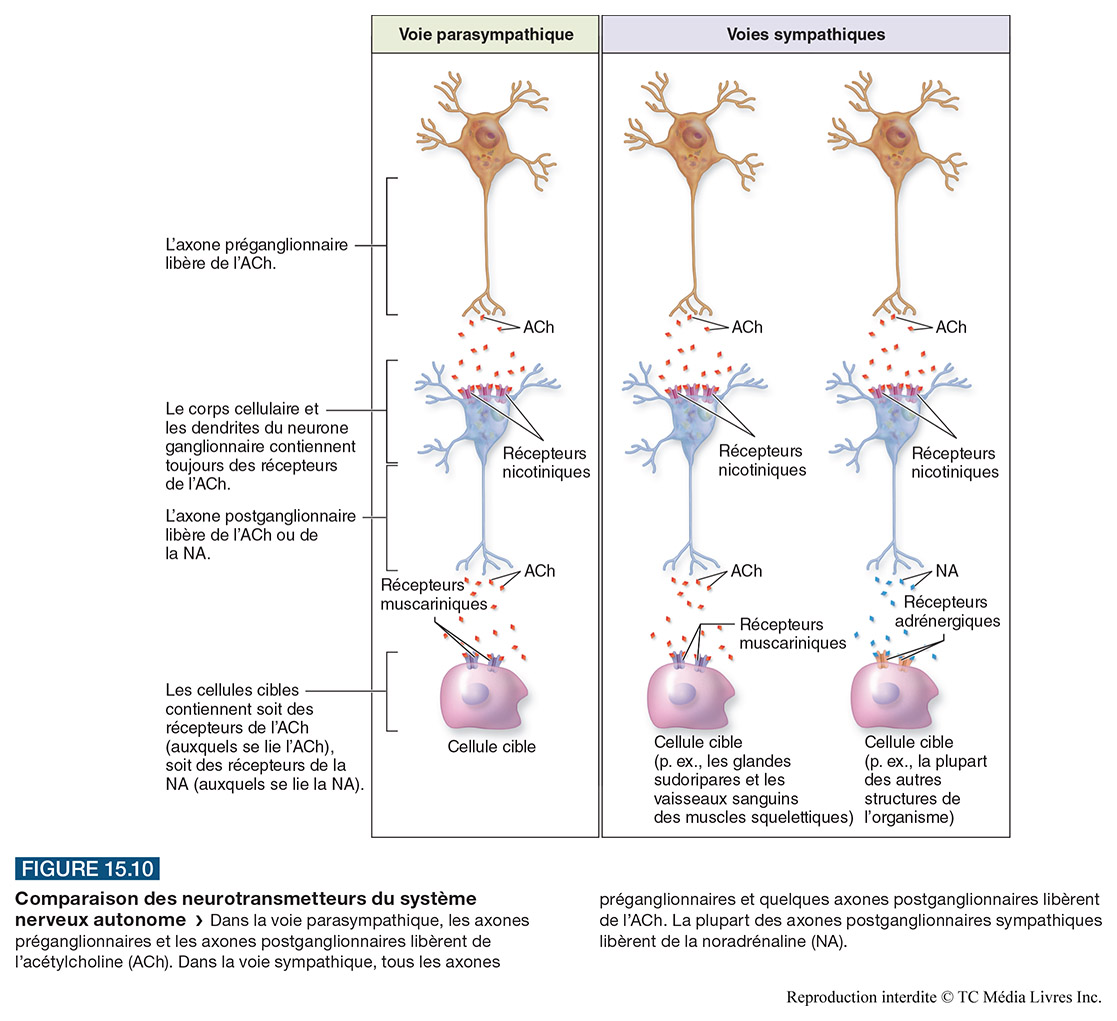 Voie parasympathique
Voies sympathiques
L'axone préganglionnaire
libère de l'ACh.
ACh
ACh
ACh
Le corps cellulaire et
les dendrites du neurone
ganglionnaire contiennent
toujours des récepteurs
de l'ACh.
Récepteurs
nicotiniques
Récepteurs
nicotiniques
Récepteurs
nicotiniques
L'axone postganglionnaire
libère de l'ACh ou de
la NA.
ACh
ACh
NA
Récepteurs
muscariniques
Récepteurs
muscariniques
Récepteurs
adrénergiques
Les cellules cibles
contiennent soit des
récepteurs de l'ACh
(auxquels se lie l'ACh),
soit des récepteurs de la
NA (auxquels se lie la NA).
Cellule cible
Cellule cible
(p. ex., les glandes
sudoripares et les
vaisseaux sanguins
des muscles squelettiques)
Cellule cible
(p. ex., la plupart
des autres
structures de
l'organisme)
FIGURE 15.10
Comparaison des neurotransmetteurs du système
nerveux autonome › Dans la voie parasympathique, les axones
préganglionnaires et les axones postganglionnaires libèrent de
l'acétylcholine (ACh). Dans la voie sympathique, tous les axones
préganglionnaires et quelques axones postganglionnaires libèrent
de l'ACh. La plupart des axones postganglionnaires sympathiques
libèrent de la noradrénaline (NA).
Reproduction interdite © TC Média Livres Inc.